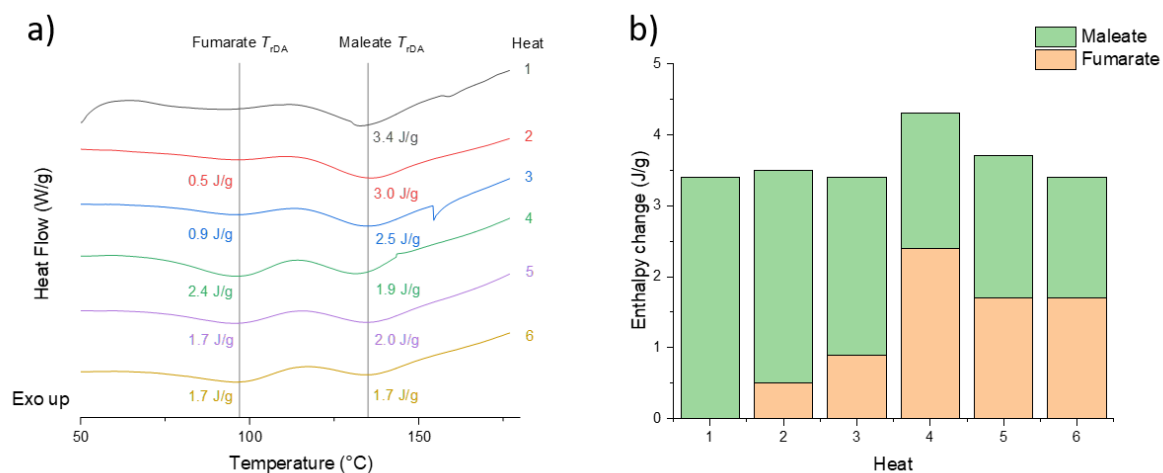 a)
Fumarate TrDA
Maleate TrDA
Heat
1
3.4 J/g
2
0.5 J/g
3.0 J/g
3
0.9 J/g
2.5 J/g
4
2.4 J/g
1.9 J/g
5
1.7 J/g
2.0 J/g
6
1.7 J/g
1.7 J/g
Heat Flow (W/g)
Exo up
50
100
150
Temperature (°C)
b)
Maleate
Fumarate
Enthalpy change (J/g)
5
4
3
2
1
0
1
2
3
4
5
6
Heat